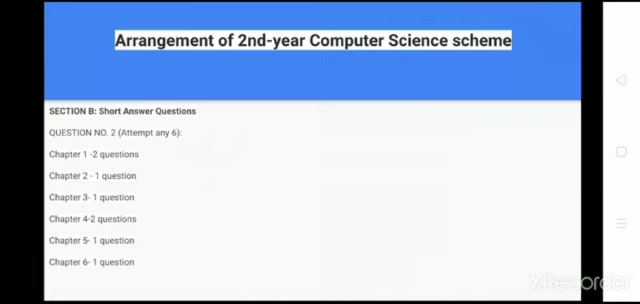 Arrangement of 2nd-year Computer Science scheme
SECTION B: Short Answer Questions
QUESTION NO. 2 (Attempt any 6):
Chapter 1 -2 questions
Chapter 2 - 1 question
Chapter 3- 1 question
Chapter 4-2 questions
Chapter 5- 1 question
Chapter 6- 1 question
XRecorder